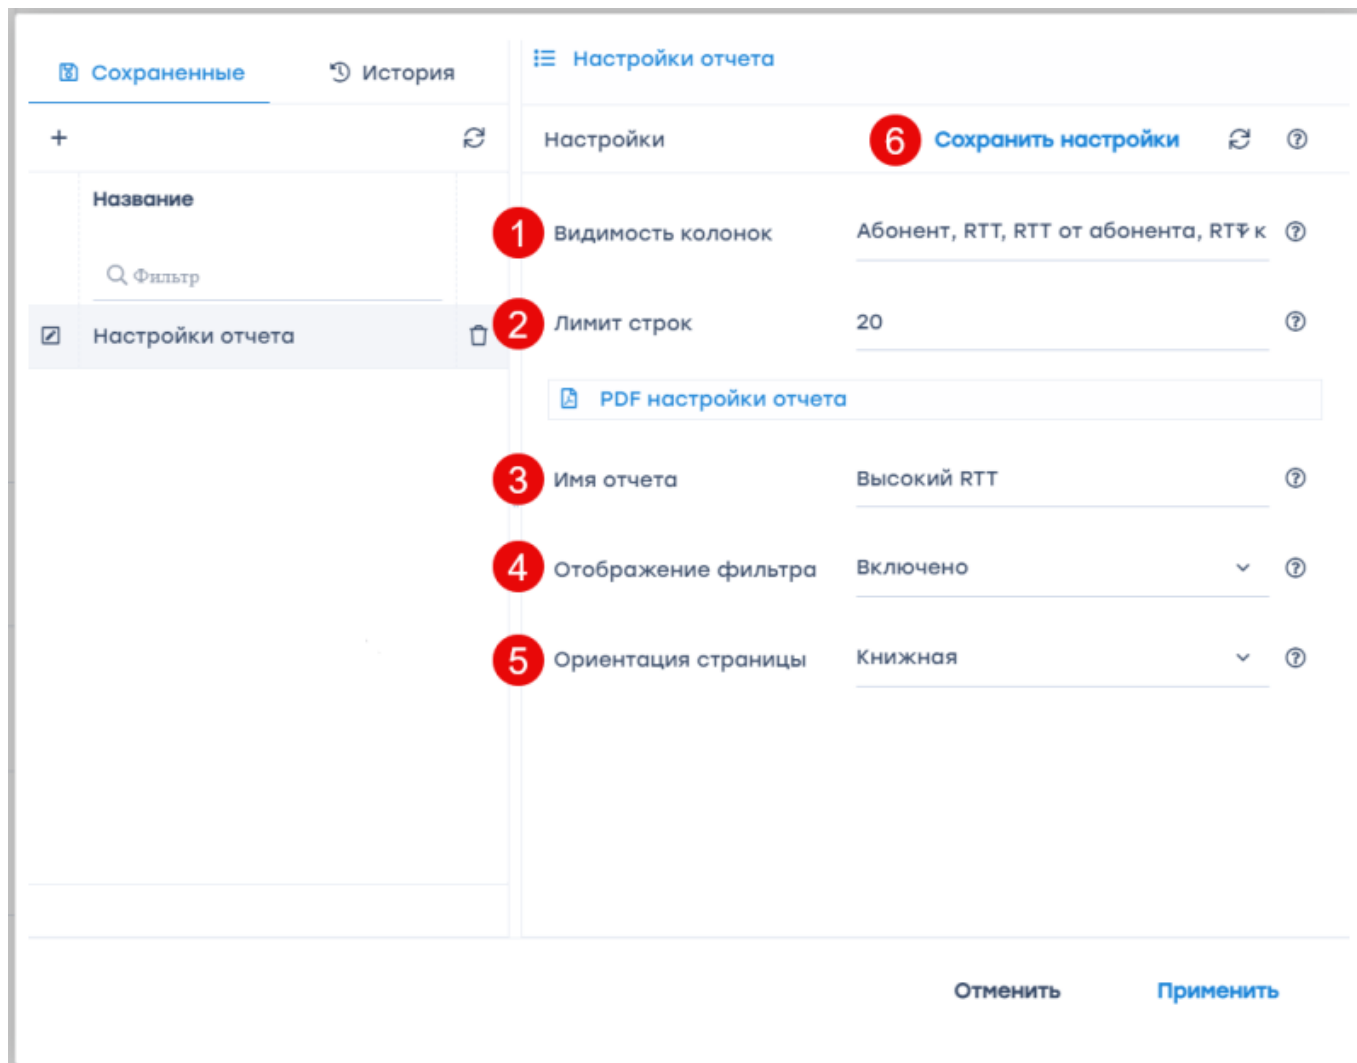 Сохраненные
История
Название
Фильтр
Настройки отчета
Настройки отчета
Настройки
6 Сохранить настройки
1 Видимость колонок Абонент, RTT, RTT от абонента, RTT к
2 Лимит строк 20
PDF настройки отчета
3 Имя отчета Высокий RTT
4 Отображение фильтра Включено
5 Ориентация страницы Книжная
Отменить Применить